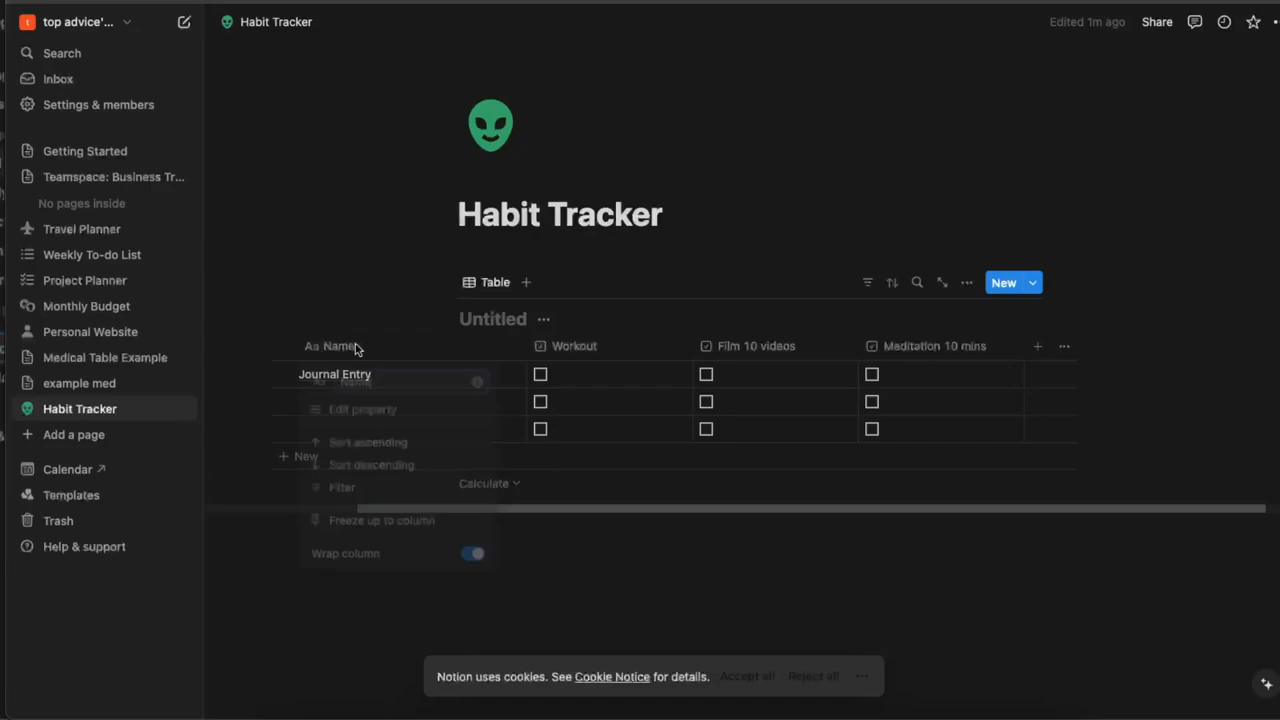 top advice'...
Search
Inbox
Settings & members
Getting Started
Teamspace: Business Tr...
No pages inside
Travel Planner
Weekly To-do List
Project Planner
Monthly Budget
Personal Website
Medical Table Example
example med
Habit Tracker
Add a page
Calendar ↗
Templates
Trash
Help & support
Habit Tracker
Edited 1m ago Share
Habit Tracker
Table
New
Untitled ...
Aa Name Workout Film 10 videos Meditation 10 mins
Journal Entry
Aa Name
Edit property
Sort ascending
+ New
Sort descending
Calculate
Filter
Freeze up to column
Wrap column
Notion uses cookies. See Cookie Notice for details. Accept all Reject all ...